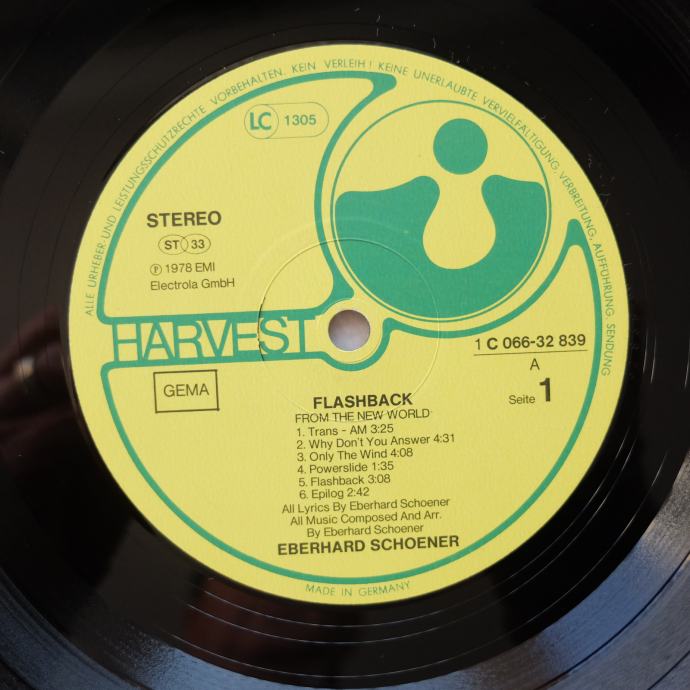 ALLE URHEBER- UND LEISTUNGSSCHUTZRECHTE VORBEHALTEN. KEIN VERLEIH! KEINE UNERLAUBTE VERVIELFÄLTIGUNG, VERBREITUNG, AUFFÜHRUNG, SENDUNG
LC 1305
STEREO
ST 33
Ⓟ 1978 EMI
Electrola GmbH
HARVEST
GEMA
1 C 066-32 839
A
Seite 1
FLASHBACK
FROM THE NEW WORLD
1. Trans - AM 3:25
2. Why Don't You Answer 4:31
3. Only The Wind 4:08
4. Powerslide 1:35
5. Flashback 3:08
6. Epilog 2:42
All Lyrics By Eberhard Schoener
All Music Composed And Arr.
By Eberhard Schoener
EBERHARD SCHOENER
MADE IN GERMANY